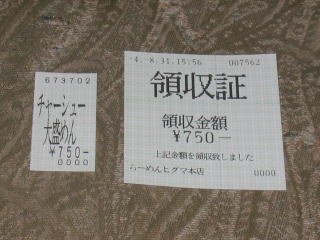 673702
チャーシュー
大盛めん
¥750-
0000
-4.-8.31.15:56 007562
領収証
領収金額
¥750-
上記金額を領収致しました
らーめんヒグマ本店 0000